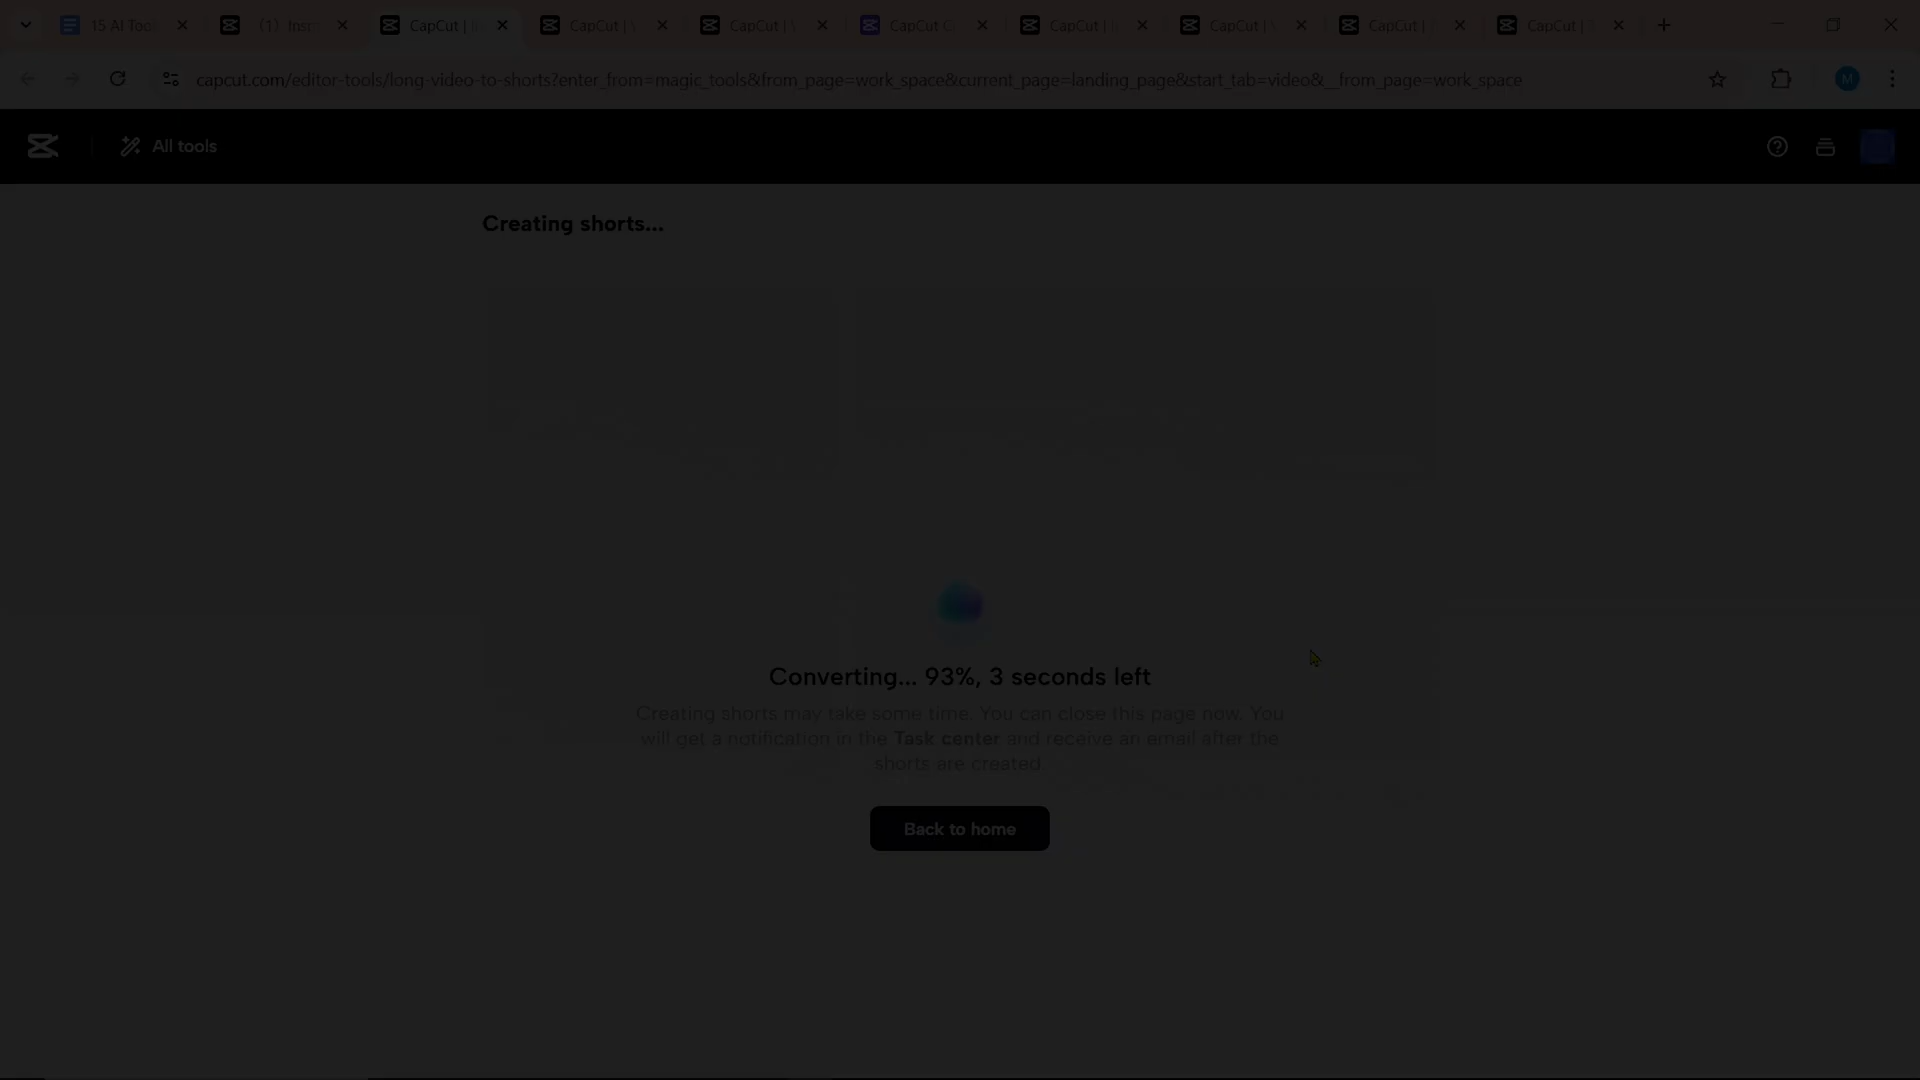 15 AI Tool
(1) Insp
CapCut |
CapCut | \
CapCut | \
CapCut C
CapCut |
CapCut |
CapCut |
CapCut |
capcut.com/editor-tools/long-video-to-shorts?enter_from=magic_tools&from_page=work_space&current_page=landing_page&start_tab=video&__from_page=work_space
M
All tools
Creating shorts...
Converting... 93%, 3 seconds left
Creating shorts may take some time. You can close this page now. You
will get a notification in the Task center and receive an email after the
shorts are created.
Back to home